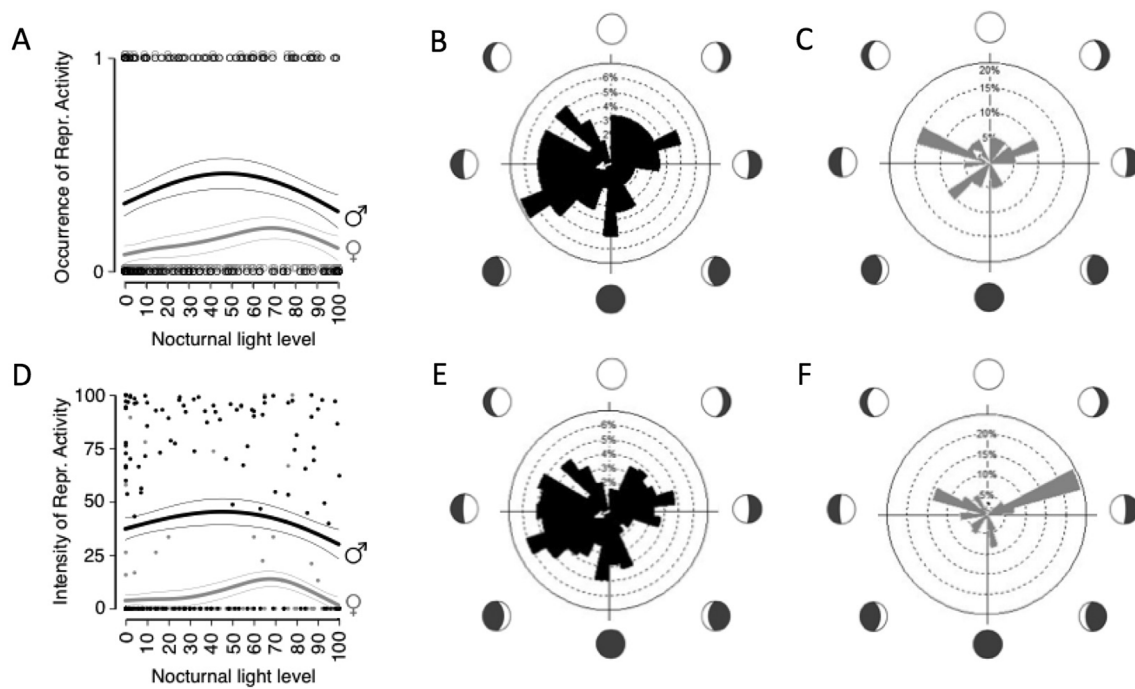 A
Occurrence of Repr. Activity
1
0
0 10 20 30 40 50 60 70 80 90 100
Nocturnal light level
♂
♀
B
6%
5%
4%
3%
2%
C
20%
15%
10%
5%
D
Intensity of Repr. Activity
100
75
50
25
0
0 10 20 30 40 50 60 70 80 90 100
Nocturnal light level
♂
♀
E
6%
5%
4%
3%
2%
F
20%
15%
10%
5%